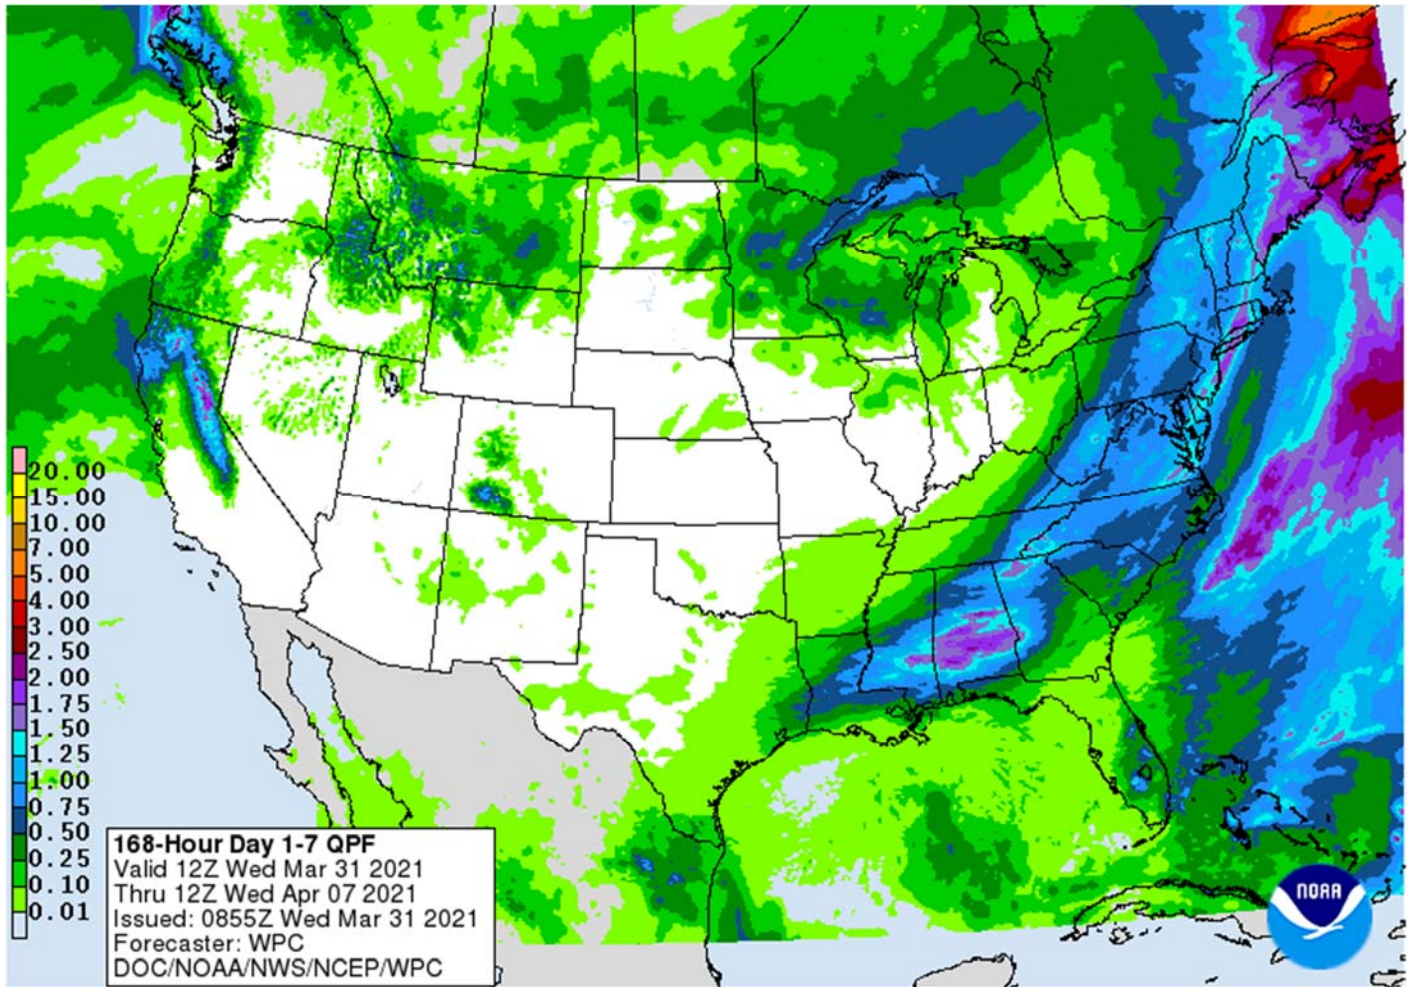 20.00
15.00
10.00
7.00
5.00
4.00
3.00
2.50
2.00
1.75
1.50
1.25
1.00
0.75
0.50
0.25
0.10
0.01
168-Hour Day 1-7 QPF
Valid 12Z Wed Mar 31 2021
Thru 12Z Wed Apr 07 2021
Issued: 0855Z Wed Mar 31 2021
Forecaster: WPC
DOC/NOAA/NWS/NCEP/WPC
NOAA